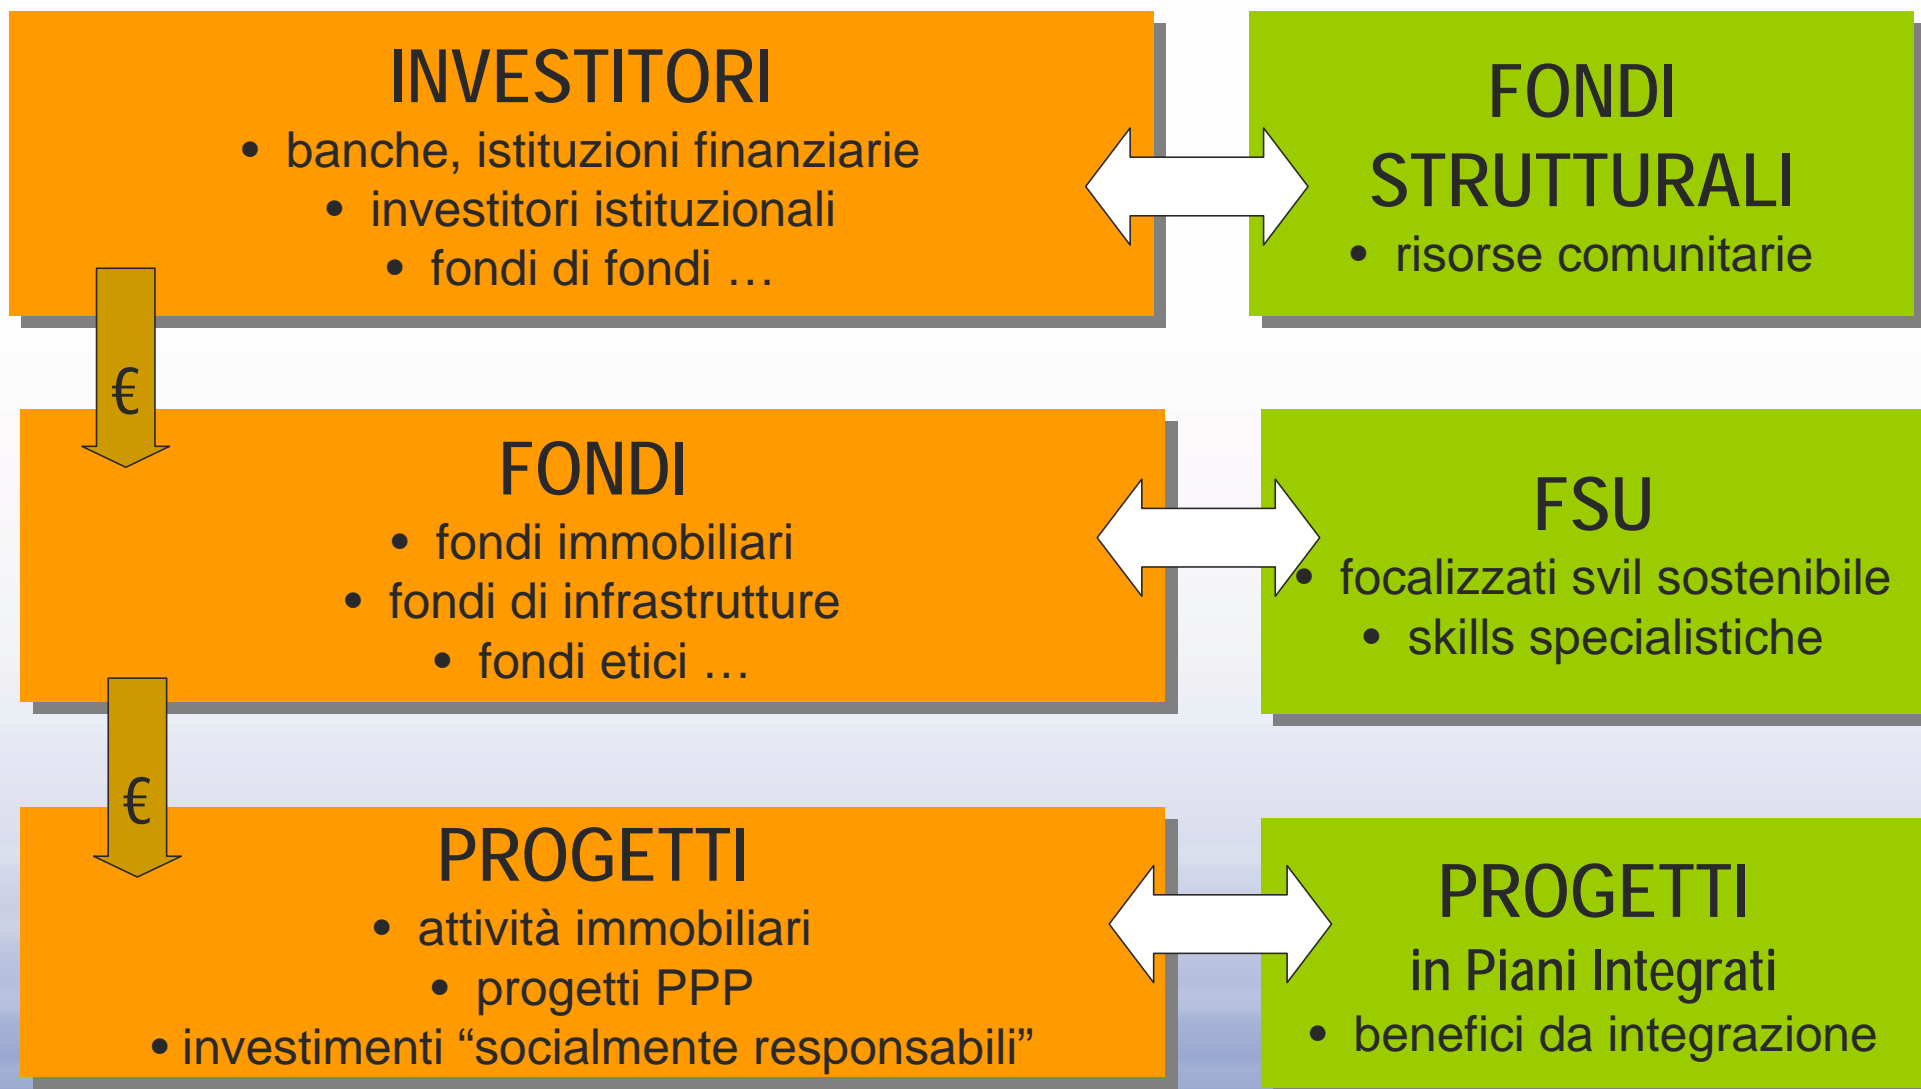 INVESTITORI
• banche, istituzioni finanziarie
• investitori istituzionali
• fondi di fondi …
FONDI
STRUTTURALI
• risorse comunitarie
€
FONDI
• fondi immobiliari
• fondi di infrastrutture
• fondi etici …
FSU
• focalizzati svil sostenibile
• skills specialistiche
€
PROGETTI
• attività immobiliari
• progetti PPP
• investimenti “socialmente responsabili”
PROGETTI
in Piani Integrati
• benefici da integrazione